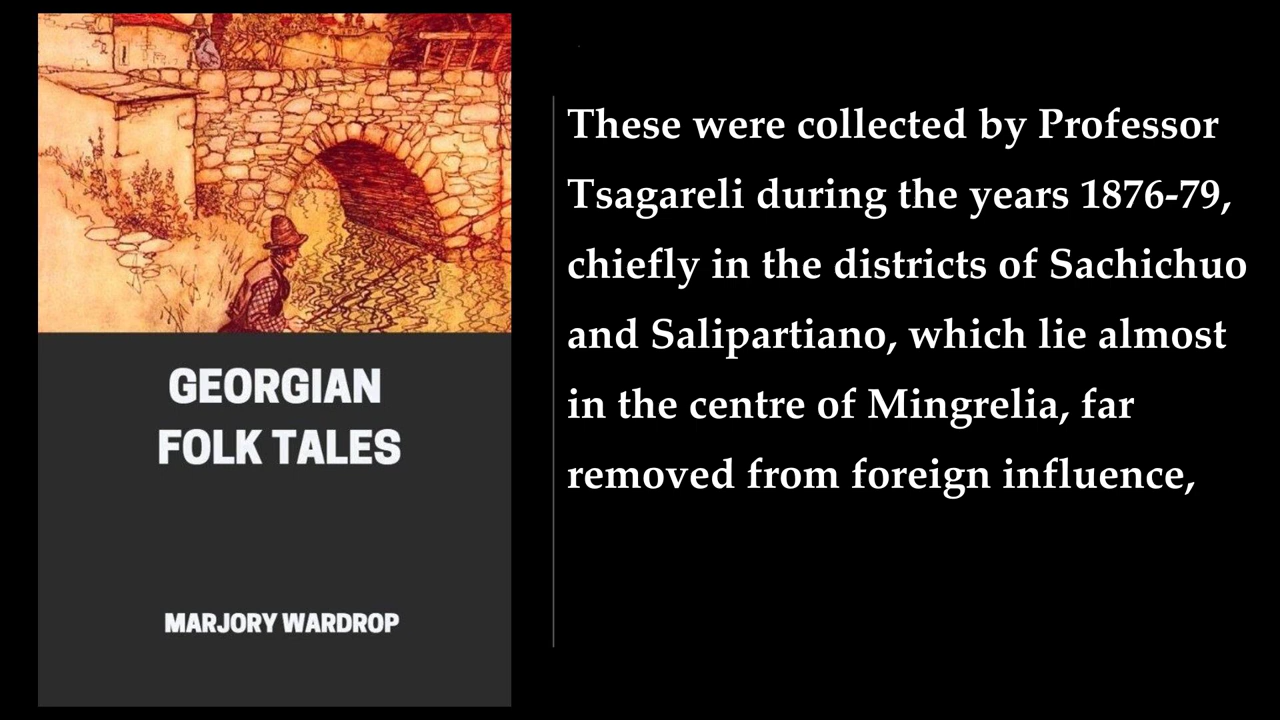 GEORGIAN
FOLK TALES
MARJORY WARDROP
These were collected by Professor
Tsagareli during the years 1876-79,
chiefly in the districts of Sachichuo
and Salipartiano, which lie almost
in the centre of Mingrelia, far
removed from foreign influence,